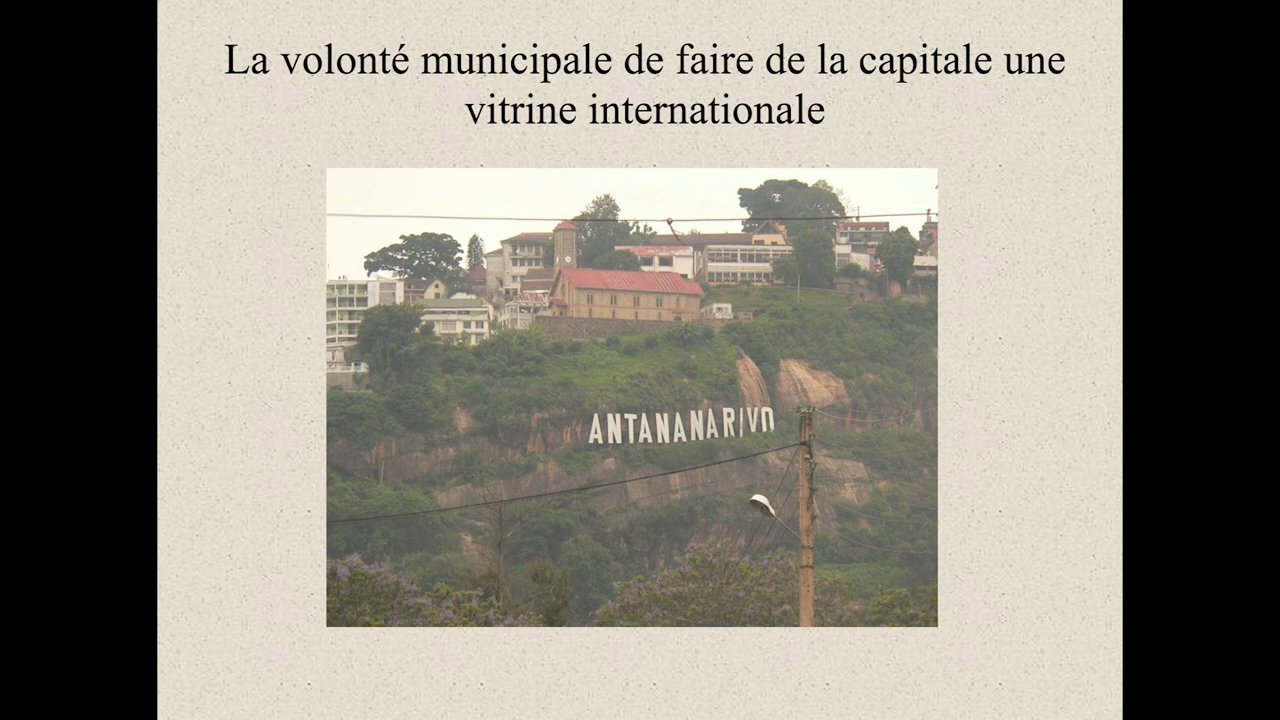 La volonté municipale de faire de la capitale une
vitrine internationale
ANTANANARIVO